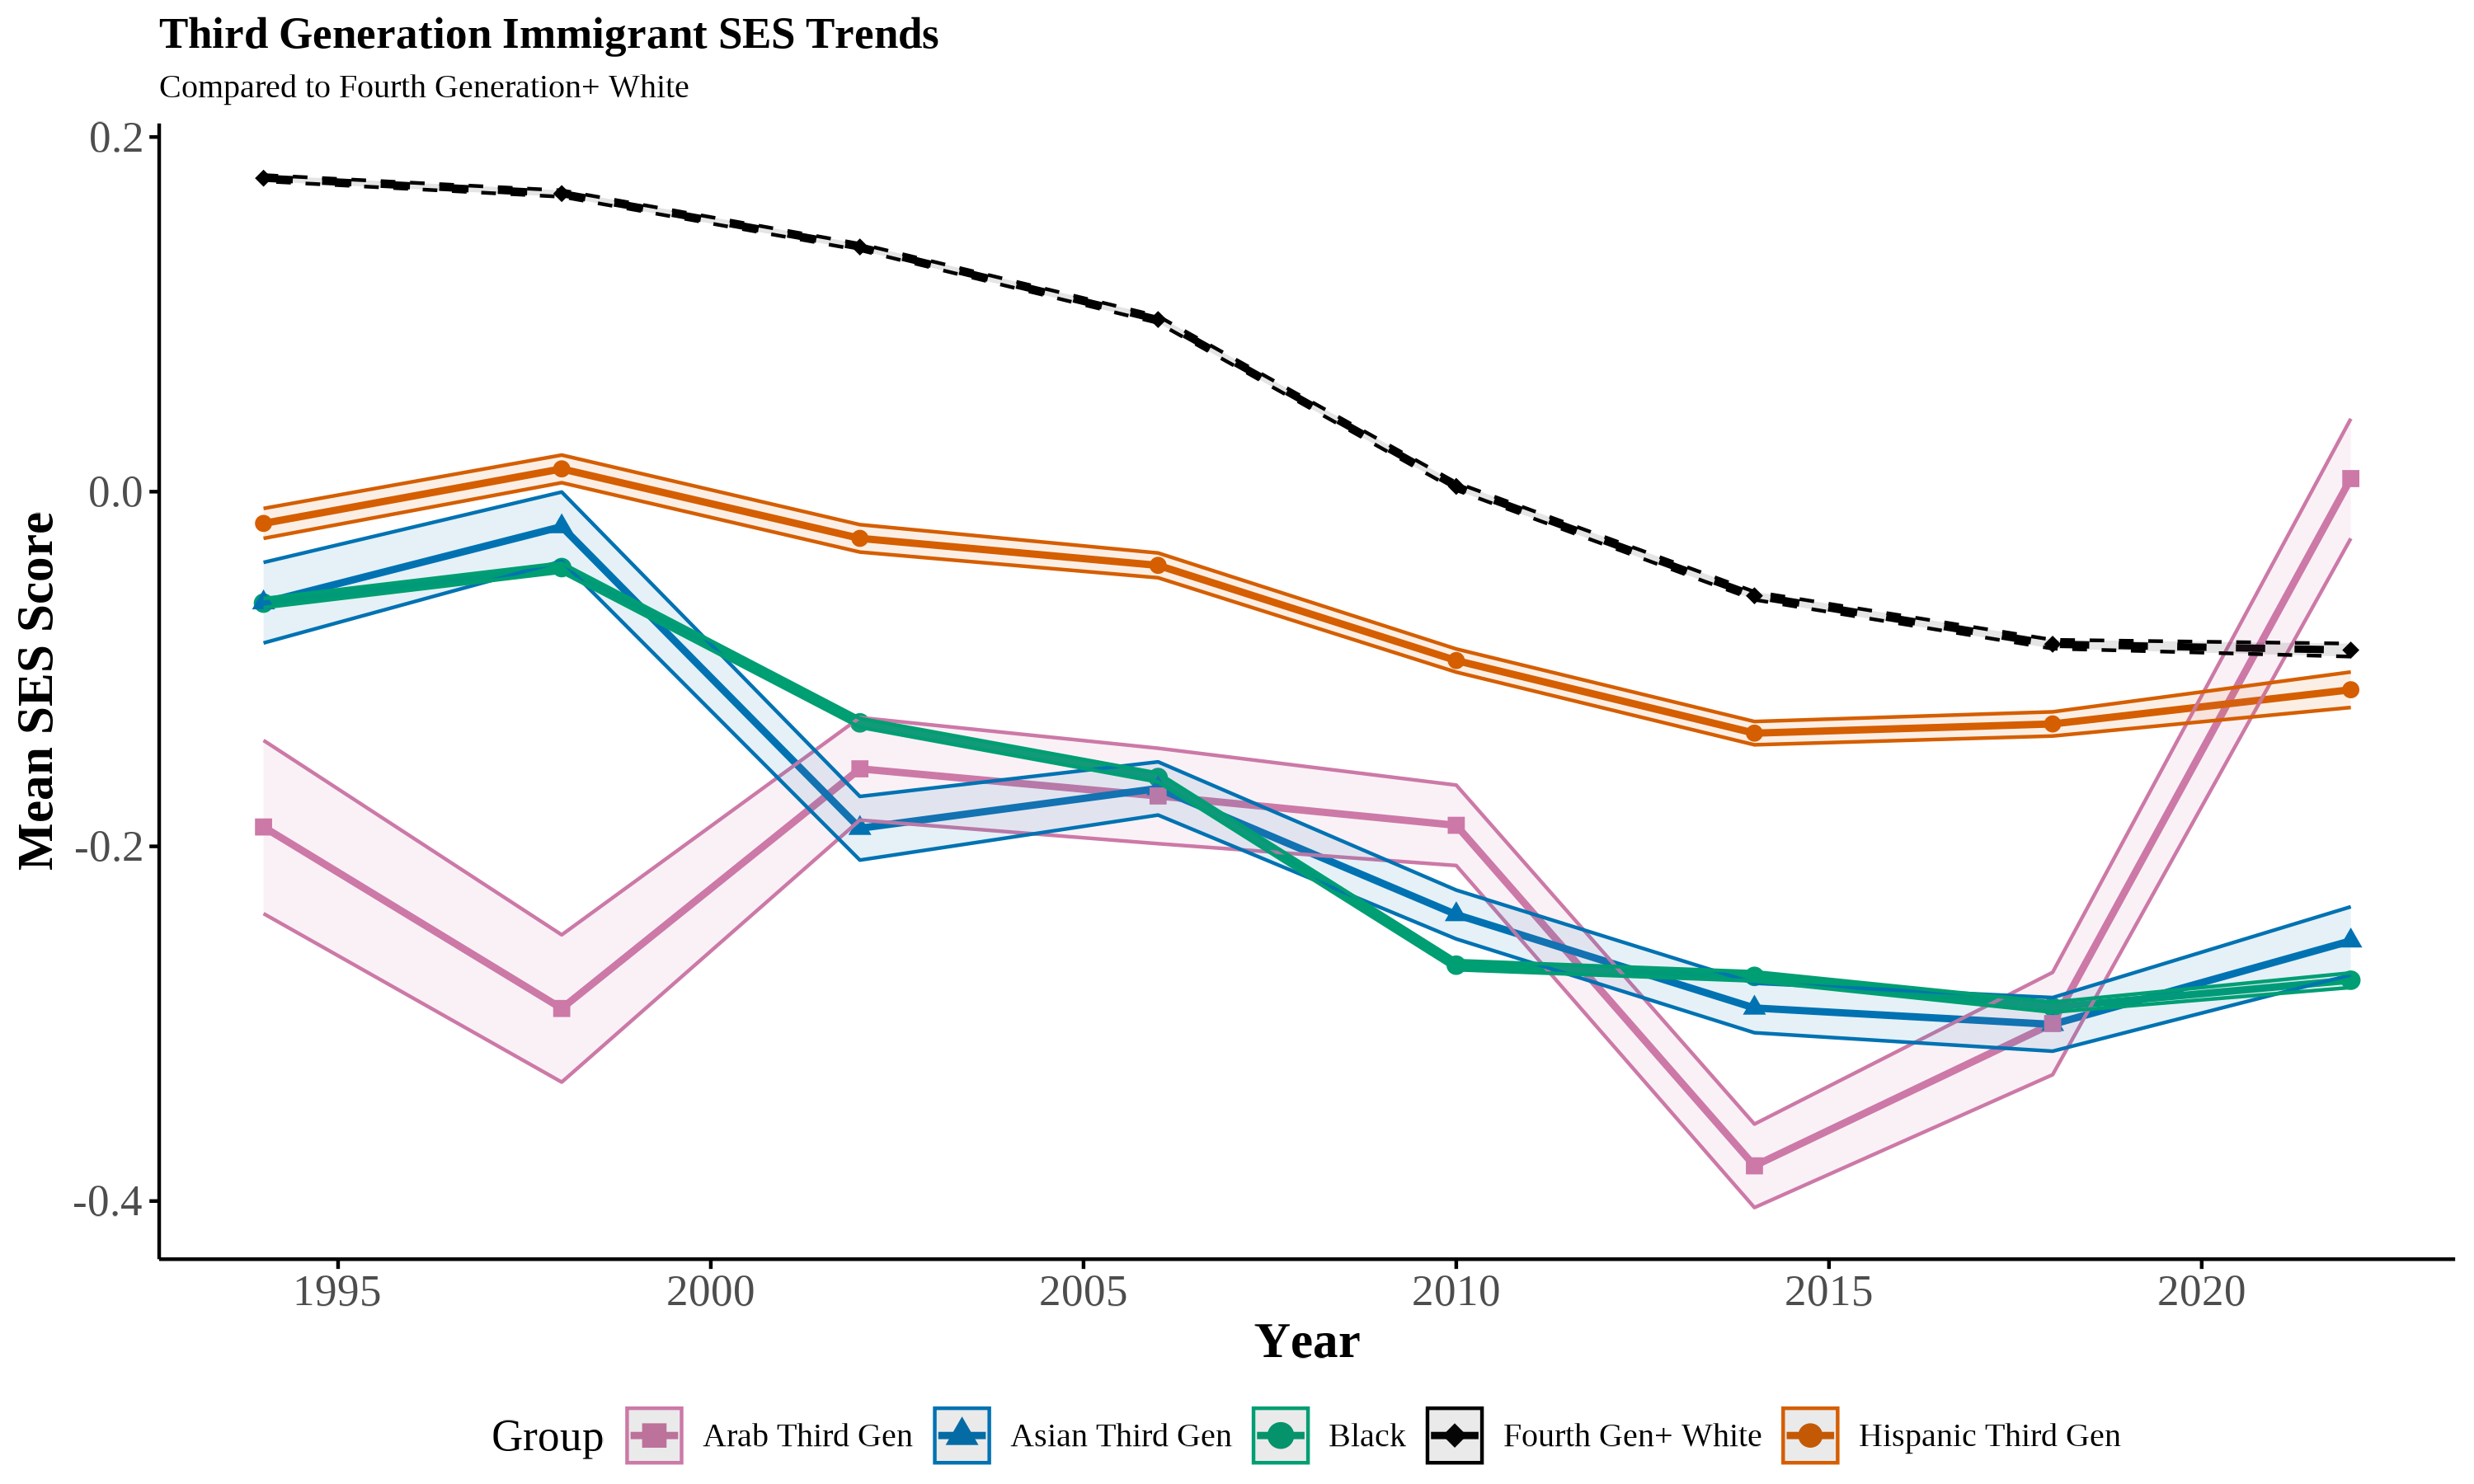 Third Generation Immigrant SES Trends
Compared to Fourth Generation+ White
Mean SES Score
0.2
0.0
-0.2
-0.4
1995 2000 2005 2010 2015 2020
Year
Group Arab Third Gen Asian Third Gen Black Fourth Gen+ White Hispanic Third Gen